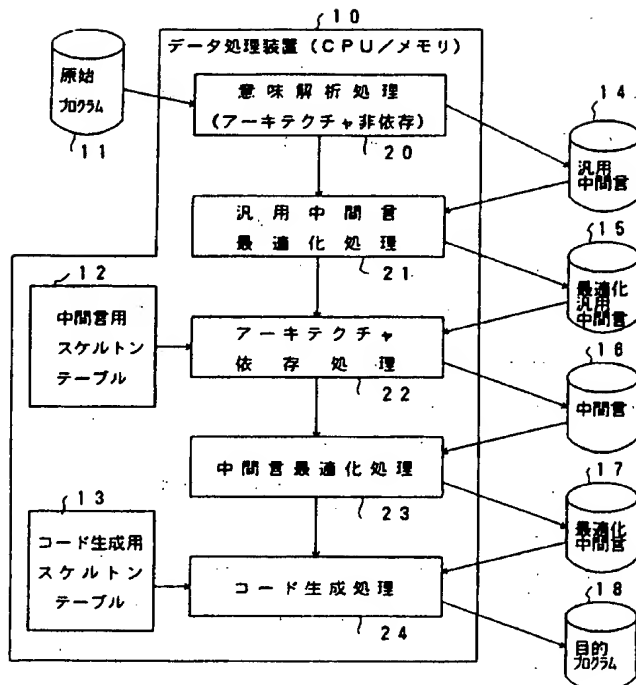 10
データ処理装置(CPU/メモリ)
原始
プログラム
11
意味解析処理
(アーキテクチャ非依存)
20
14
汎用
中間言
汎用中間言
最適化処理
21
15
最適化
汎用
中間言
12
中間言用
スケルトン
テーブル
アーキテクチャ
依存処理
22
16
中間言
中間言最適化処理
23
17
最適化
中間言
13
コード生成用
スケルトン
テーブル
コード生成処理
24
18
目的
プログラム